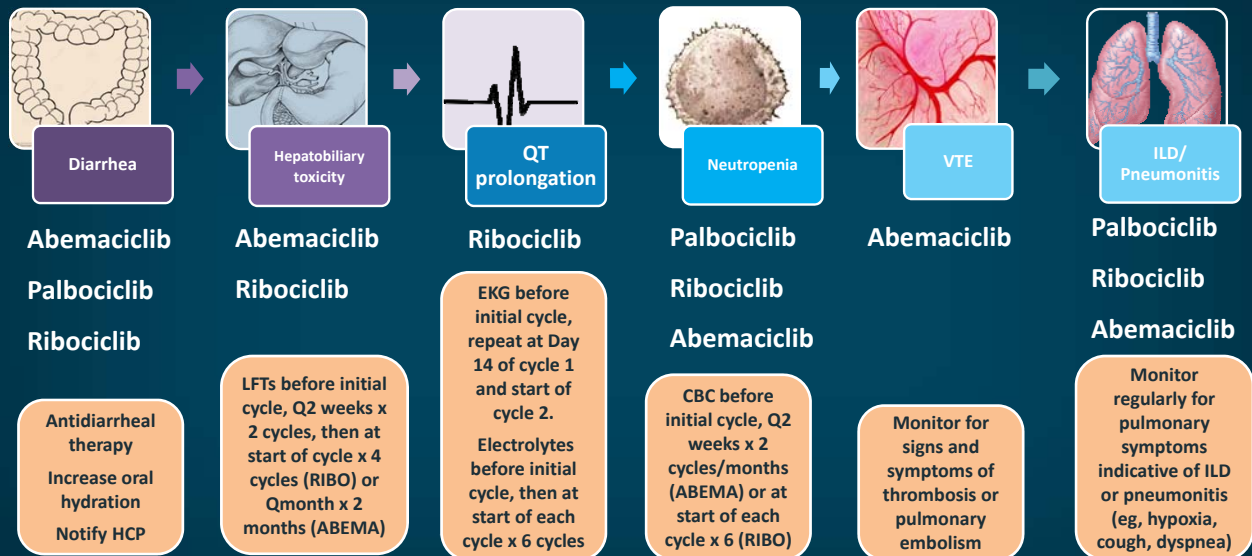 Diarrhea
Abemaciclib
Palbociclib
Ribociclib
Antidiarrheal
therapy
Increase oral
hydration
Notify HCP
Hepatobiliary
toxicity
Abemaciclib
Ribociclib
LFTs before initial
cycle, Q2 weeks x
2 cycles, then at
start of cycle x 4
cycles (RIBO) or
Qmonth x 2
months (ABEMA)
QT
prolongation
Ribociclib
EKG before
initial cycle,
repeat at Day
14 of cycle 1
and start of
cycle 2.
Electrolytes
before initial
cycle, then at
start of each
cycle x 6 cycles
Neutropenia
Palbociclib
Ribociclib
Abemaciclib
CBC before
initial cycle, Q2
weeks x 2
cycles/months
(ABEMA) or at
start of each
cycle x 6 (RIBO)
VTE
Abemaciclib
Monitor for
signs and
symptoms of
thrombosis or
pulmonary
embolism
ILD/
Pneumonitis
Palbociclib
Ribociclib
Abemaciclib
Monitor
regularly for
pulmonary
symptoms
indicative of ILD
or pneumonitis
(eg, hypoxia,
cough, dyspnea)